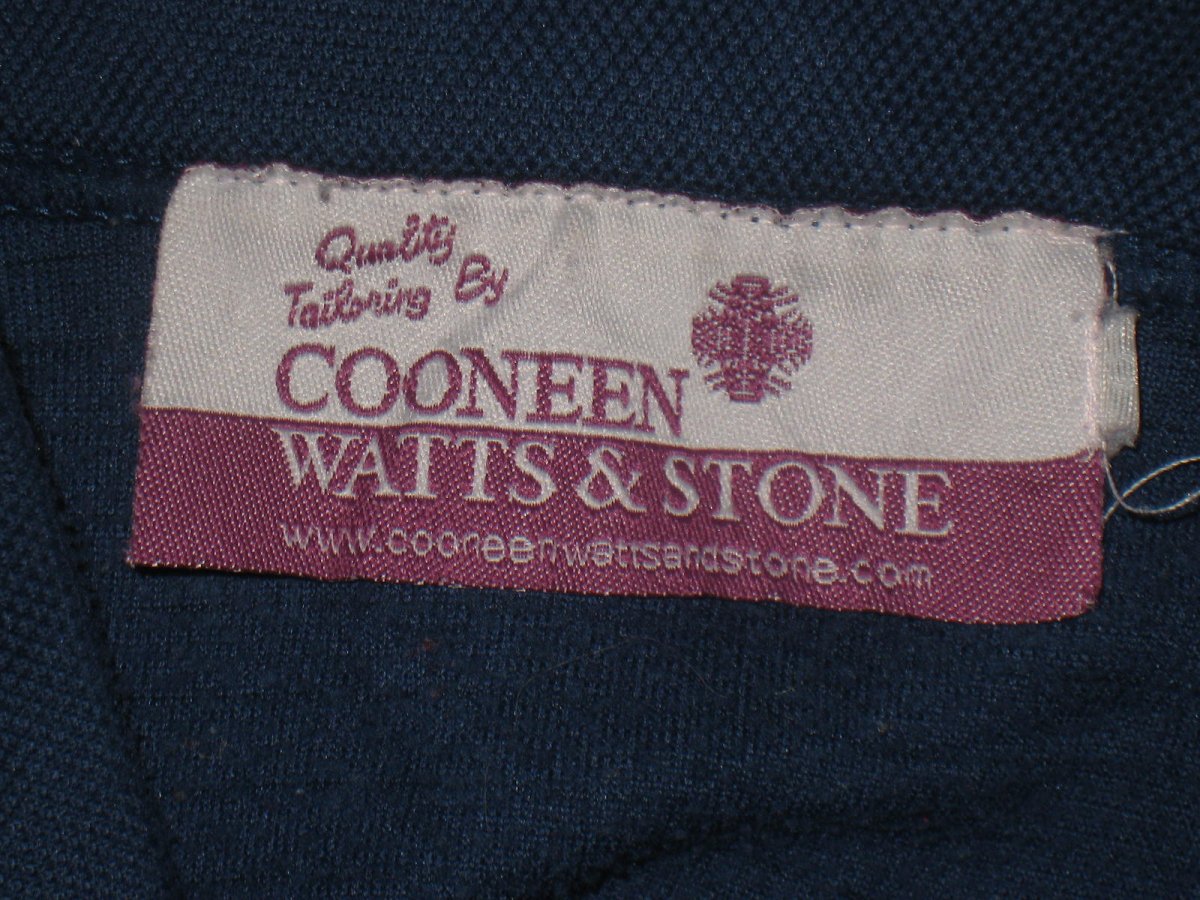 Quality
Tailoring By
COONEEN
WATTS & STONE
www.cooneenwattsandstone.com